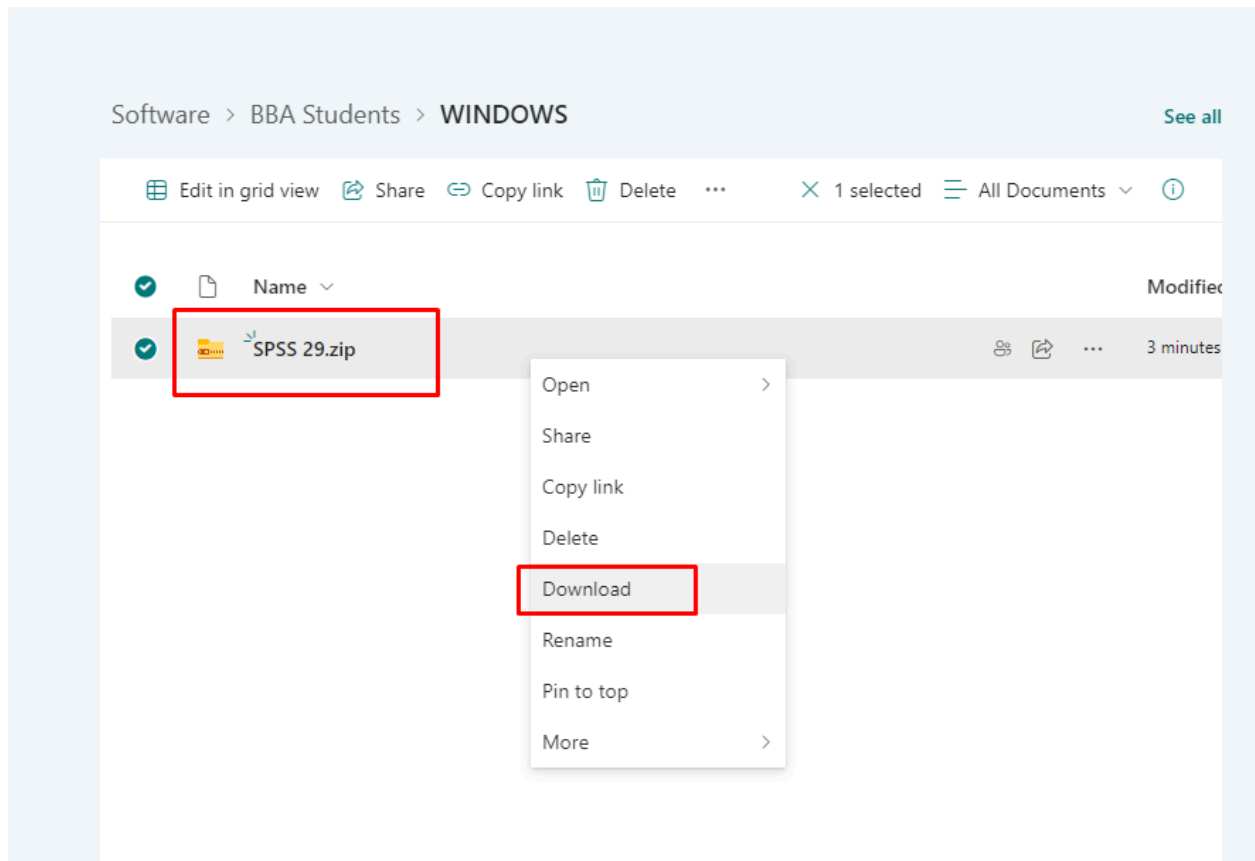 Software > BBA Students > WINDOWS
See all
Edit in grid view Share Copy link Delete ... 1 selected All Documents
Name Modified
SPSS 29.zip ... 3 minutes
Open
Share
Copy link
Delete
Download
Rename
Pin to top
More